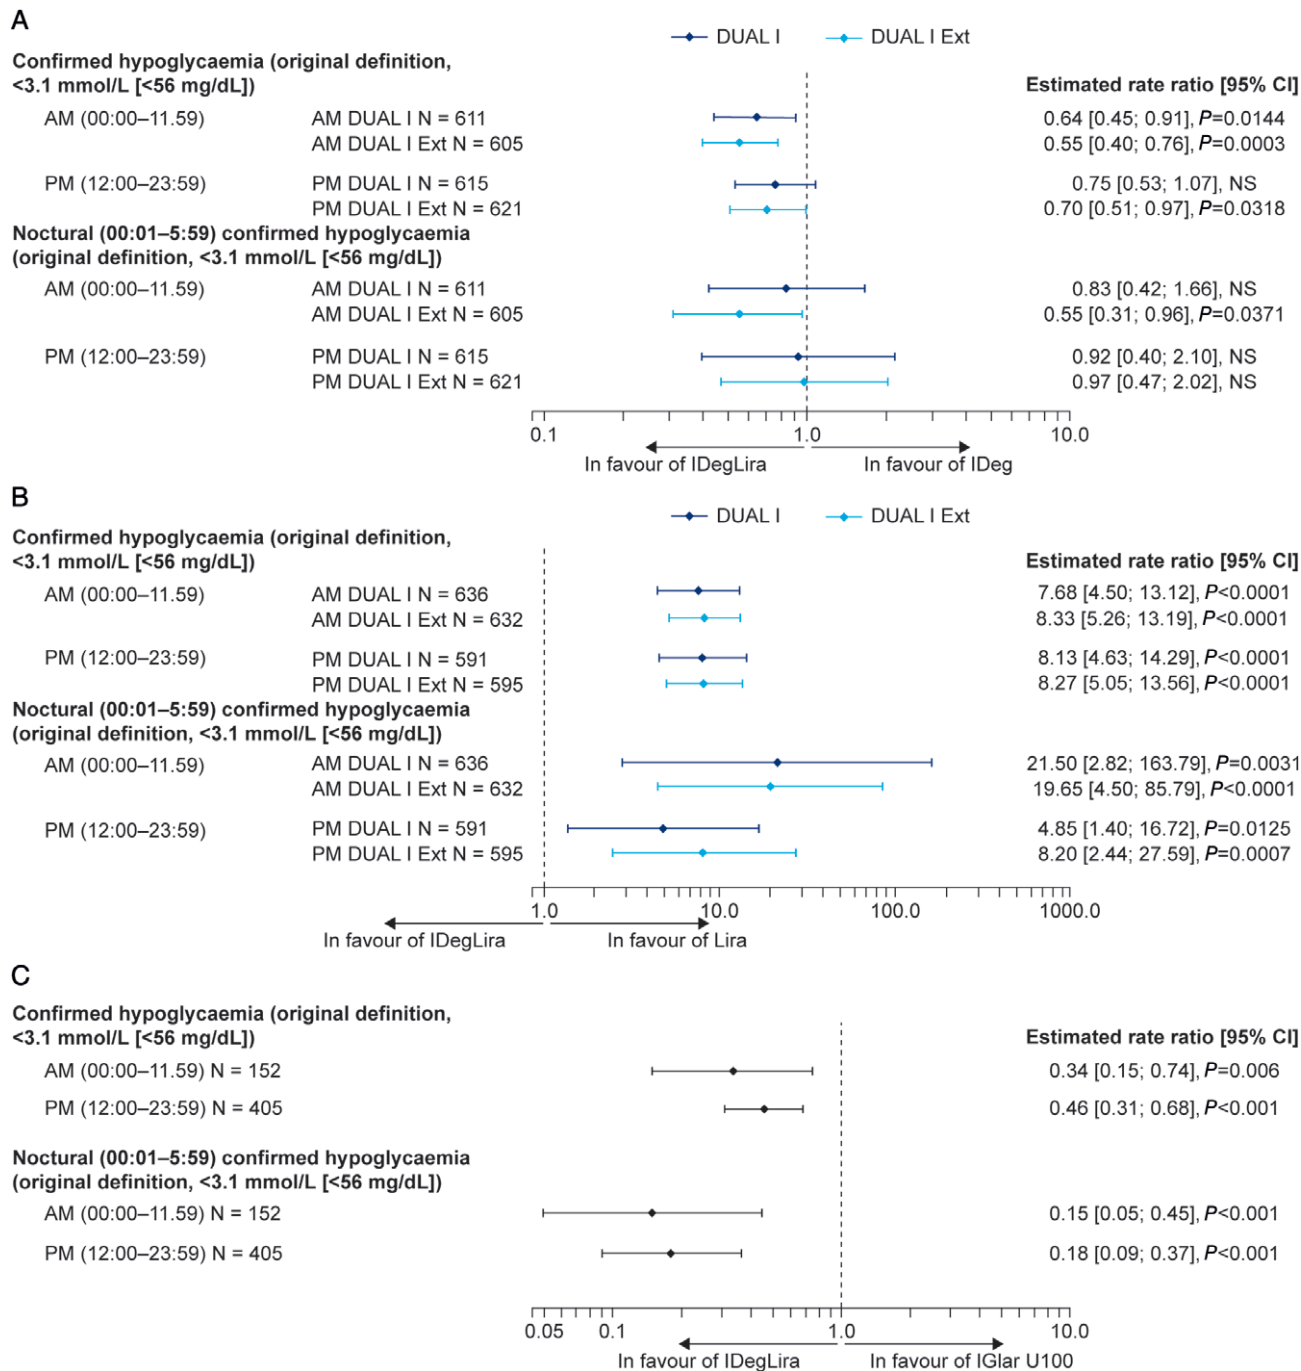 A
DUAL I DUAL I Ext
Confirmed hypoglycaemia (original definition,
<3.1 mmol/L [<56 mg/dL]) Estimated rate ratio [95% CI]
AM (00:00–11.59) AM DUAL I N = 611 0.64 [0.45; 0.91], P=0.0144
AM DUAL I Ext N = 605 0.55 [0.40; 0.76], P=0.0003
PM (12:00–23:59) PM DUAL I N = 615 0.75 [0.53; 1.07], NS
PM DUAL I Ext N = 621 0.70 [0.51; 0.97], P=0.0318
Noctural (00:01–5:59) confirmed hypoglycaemia
(original definition, <3.1 mmol/L [<56 mg/dL])
AM (00:00–11.59) AM DUAL I N = 611 0.83 [0.42; 1.66], NS
AM DUAL I Ext N = 605 0.55 [0.31; 0.96], P=0.0371
PM (12:00–23:59) PM DUAL I N = 615 0.92 [0.40; 2.10], NS
PM DUAL I Ext N = 621 0.97 [0.47; 2.02], NS
0.1 1.0 10.0
In favour of IDegLira In favour of IDeg
B
DUAL I DUAL I Ext
Confirmed hypoglycaemia (original definition,
<3.1 mmol/L [<56 mg/dL]) Estimated rate ratio [95% CI]
AM (00:00–11.59) AM DUAL I N = 636 7.68 [4.50; 13.12], P<0.0001
AM DUAL I Ext N = 632 8.33 [5.26; 13.19], P<0.0001
PM (12:00–23:59) PM DUAL I N = 591 8.13 [4.63; 14.29], P<0.0001
PM DUAL I Ext N = 595 8.27 [5.05; 13.56], P<0.0001
Noctural (00:01–5:59) confirmed hypoglycaemia
(original definition, <3.1 mmol/L [<56 mg/dL])
AM (00:00–11.59) AM DUAL I N = 636 21.50 [2.82; 163.79], P=0.0031
AM DUAL I Ext N = 632 19.65 [4.50; 85.79], P<0.0001
PM (12:00–23:59) PM DUAL I N = 591 4.85 [1.40; 16.72], P=0.0125
PM DUAL I Ext N = 595 8.20 [2.44; 27.59], P=0.0007
1.0 10.0 100.0 1000.0
In favour of IDegLira In favour of Lira
C
Confirmed hypoglycaemia (original definition,
<3.1 mmol/L [<56 mg/dL]) Estimated rate ratio [95% CI]
AM (00:00–11.59) N = 152 0.34 [0.15; 0.74], P=0.006
PM (12:00–23:59) N = 405 0.46 [0.31; 0.68], P<0.001
Noctural (00:01–5:59) confirmed hypoglycaemia
(original definition, <3.1 mmol/L [<56 mg/dL])
AM (00:00–11.59) N = 152 0.15 [0.05; 0.45], P<0.001
PM (12:00–23:59) N = 405 0.18 [0.09; 0.37], P<0.001
0.05 0.1 1.0 10.0
In favour of IDegLira In favour of IGlar U100